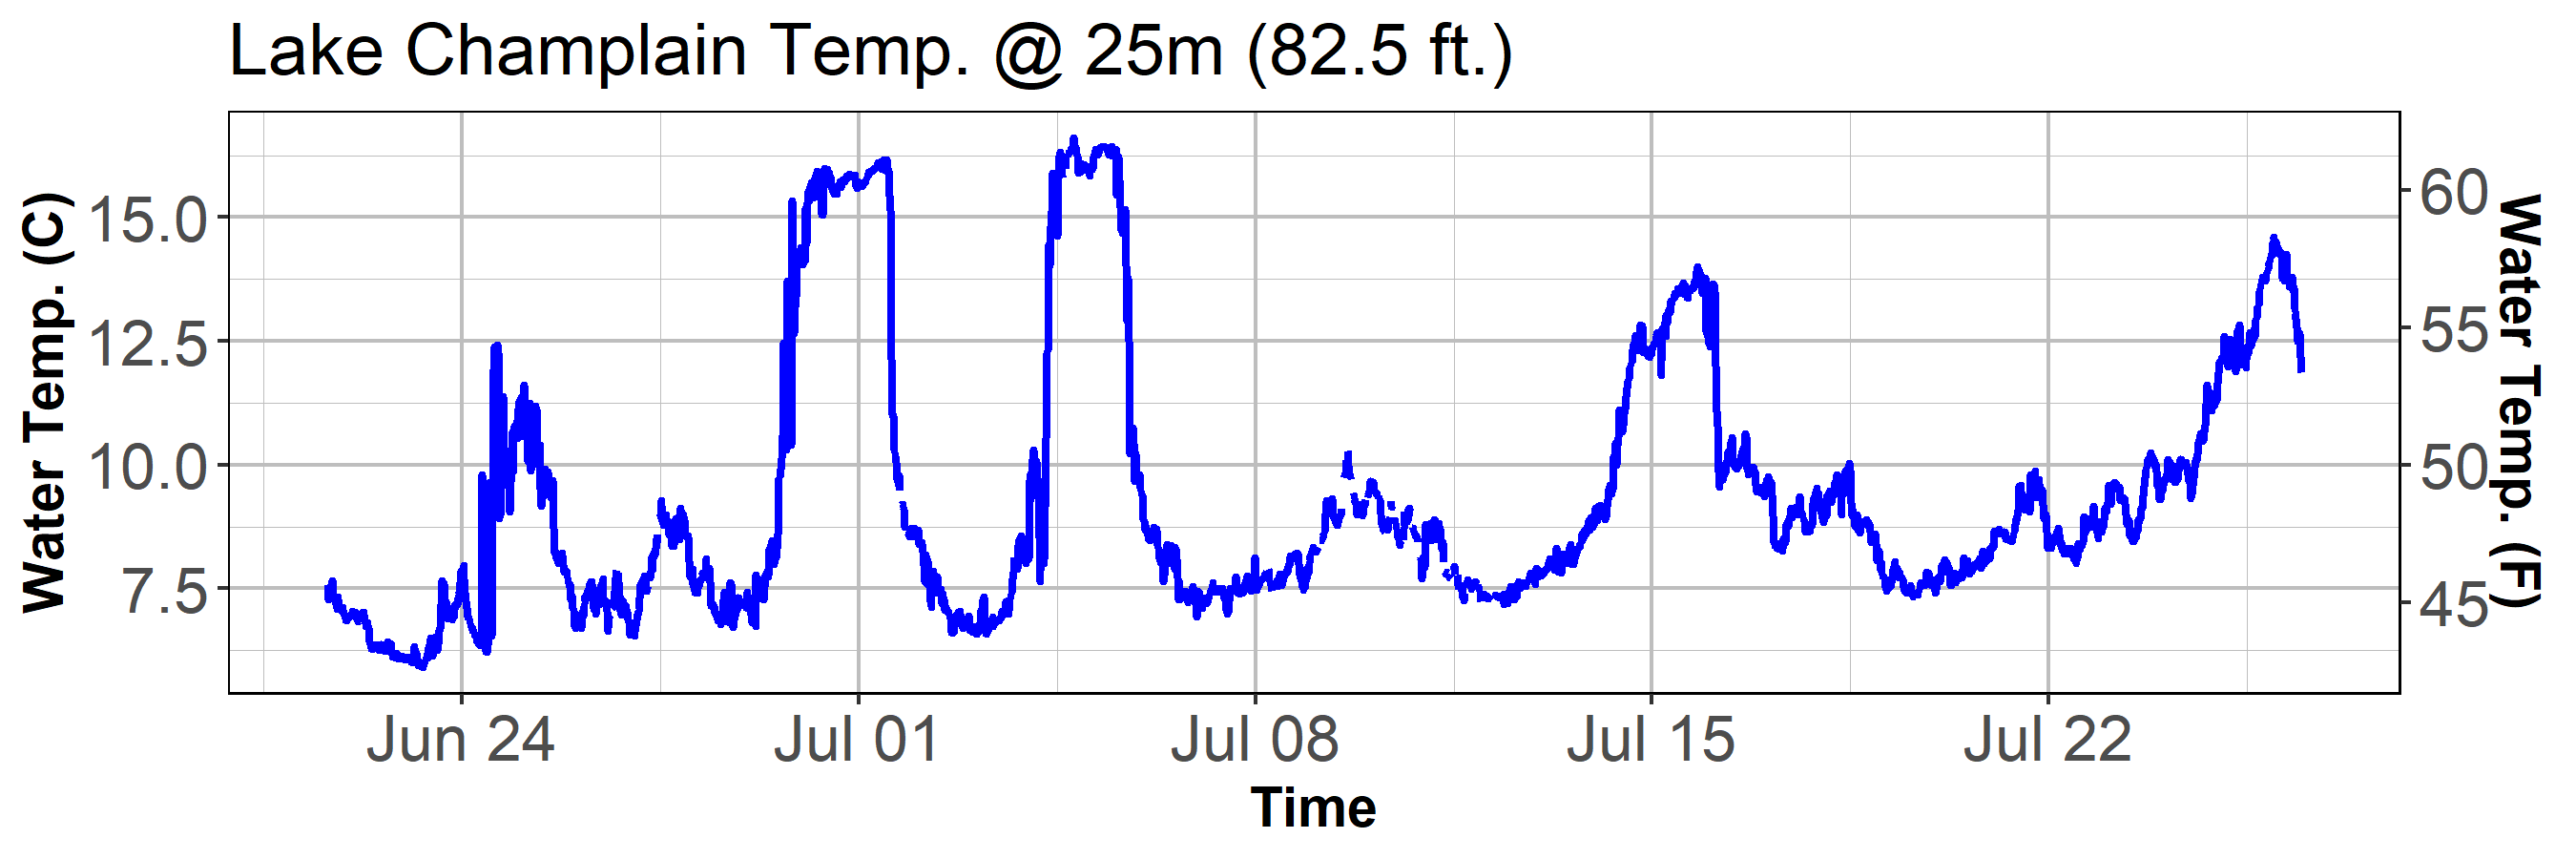 Lake Champlain Temp. @ 25m (82.5 ft.)
Water Temp. (C)
15.0
12.5
10.0
7.5
60
55
50
45
Water Temp. (F)
Jun 24
Jul 01
Jul 08
Jul 15
Jul 22
Time